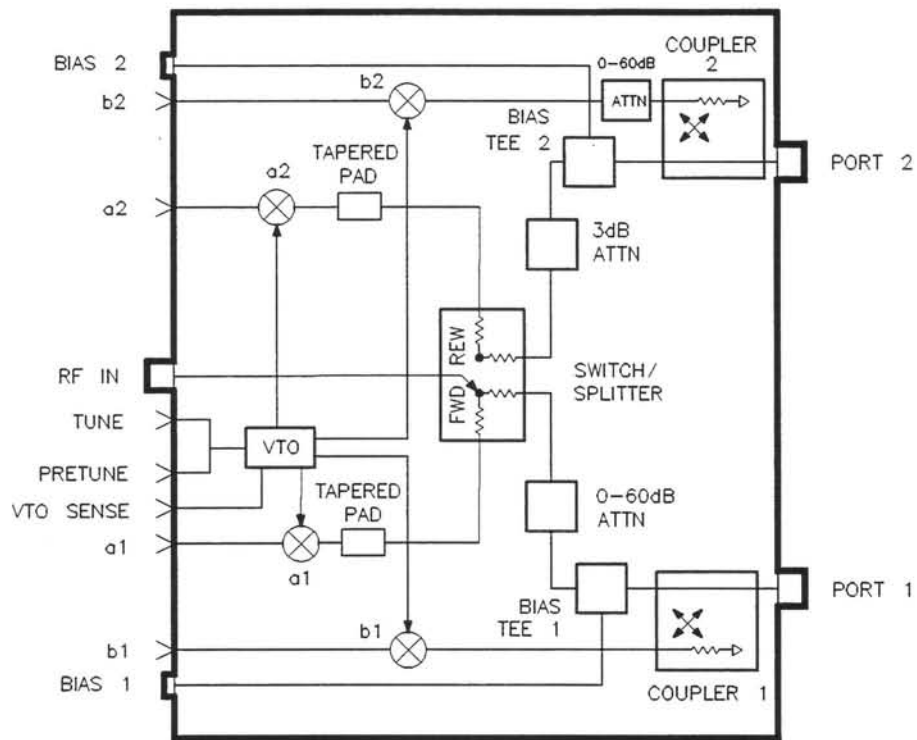 BIAS 2
b2
a2
RF IN
TUNE
PRETUNE
VTO SENSE
a1
b1
BIAS 1
b2
a2
TAPERED
PAD
VTO
TAPERED
PAD
a1
b1
REW
FWD
SWITCH/
SPLITTER
0-60dB
ATTN
COUPLER
2
BIAS
TEE 2
3dB
ATTN
0-60dB
ATTN
BIAS
TEE 1
COUPLER 1
PORT 2
PORT 1